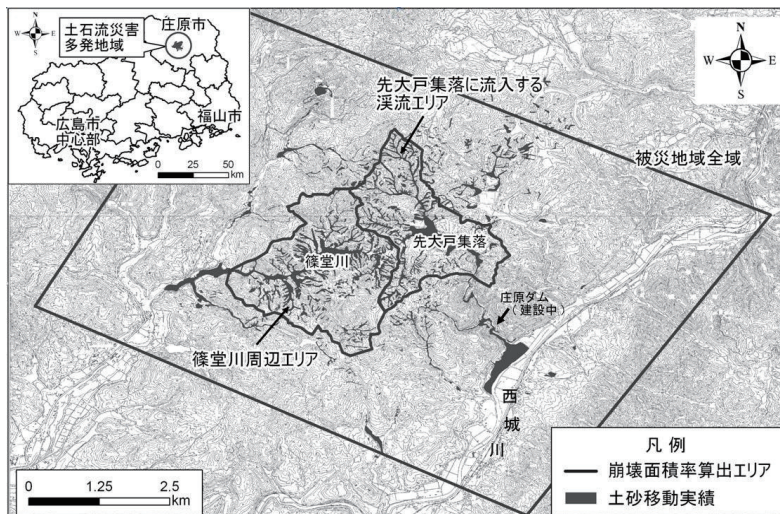 N
W E
S
土石流災害
多発地域
庄原市
広島市
中心部
福山市
0 25 50
km
先大戸集落に流入する
渓流エリア
N
W E
S
被災地域全域
先大戸集落
篠堂川
庄原ダム
(建設中)
篠堂川周辺エリア
西城川
凡 例
崩壊面積率算出エリア
土砂移動実績
0 1.25 2.5
km